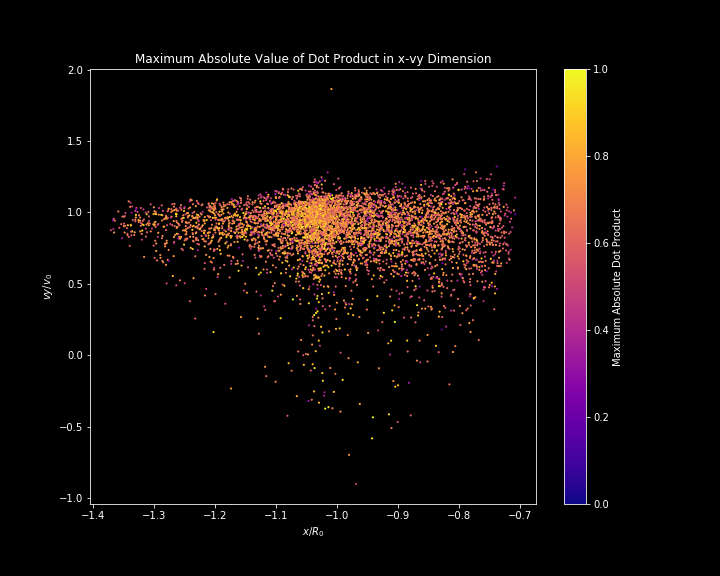 Maximum Absolute Value of Dot Product in x-vy Dimension
2.0
1.5
1.0
0.5
0.0
−0.5
−1.0
vy/v₀
−1.4 −1.3 −1.2 −1.1 −1.0 −0.9 −0.8 −0.7
x/R₀
1.0
0.8
0.6
0.4
0.2
0.0
Maximum Absolute Dot Product